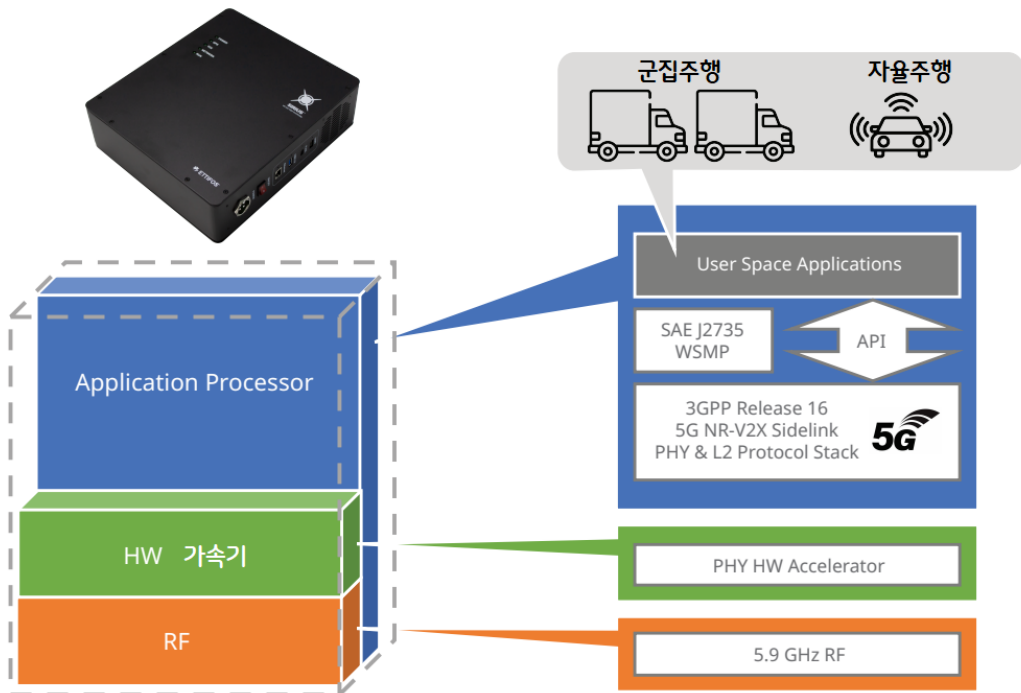 군집주행
자율주행
ETTIFOS
User Space Applications
SAE J2735
WSMP
API
3GPP Release 16
5G NR-V2X Sidelink
PHY & L2 Protocol Stack
5G
Application Processor
HW 가속기
PHY HW Accelerator
RF
5.9 GHz RF